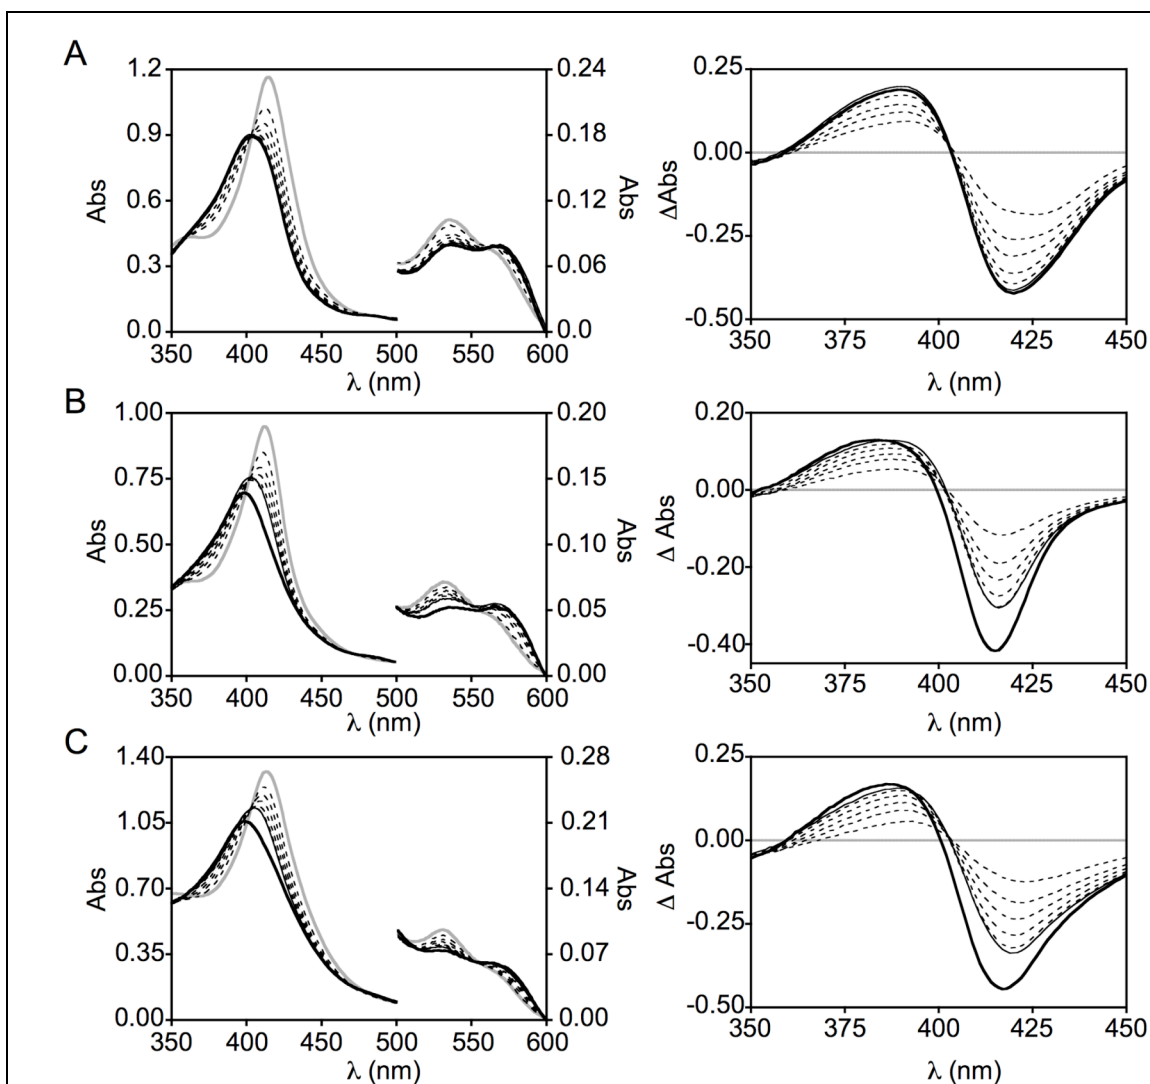 A
1.2 0.24 0.25
0.9 0.18 0.00
Abs Abs ΔAbs
0.6 0.12
0.3 0.06 -0.25
0.0 0.0 -0.50
350 400 450 500 550 600 350 375 400 425 450
λ (nm) λ (nm)
B
1.00 0.20 0.20
0.75 0.15 0.00
Abs Abs Δ Abs
0.50 0.10
0.25 0.05 -0.20
0.00 0.00 -0.40
350 400 450 500 550 600 350 375 400 425 450
λ (nm) λ (nm)
C
1.40 0.28 0.25
1.05 0.21 0.00
Abs Abs Δ Abs
0.70 0.14
0.35 0.07 -0.25
0.00 0.00 -0.50
350 400 450 500 550 600 350 375 400 425 450
λ (nm) λ (nm)